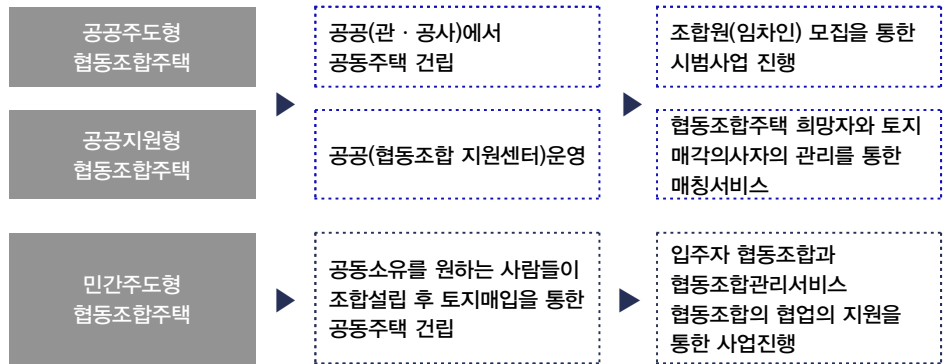 공공주도형
협동조합주택
공공(관 · 공사)에서
공동주택 건립
조합원(임차인) 모집을 통한
시범사업 진행
공공지원형
협동조합주택
공공(협동조합 지원센터)운영
협동조합주택 희망자와 토지
매각의사자의 관리를 통한
매칭서비스
민간주도형
협동조합주택
공동소유를 원하는 사람들이
조합설립 후 토지매입을 통한
공동주택 건립
입주자 협동조합과
협동조합관리서비스
협동조합의 협업의 지원을
통한 사업진행